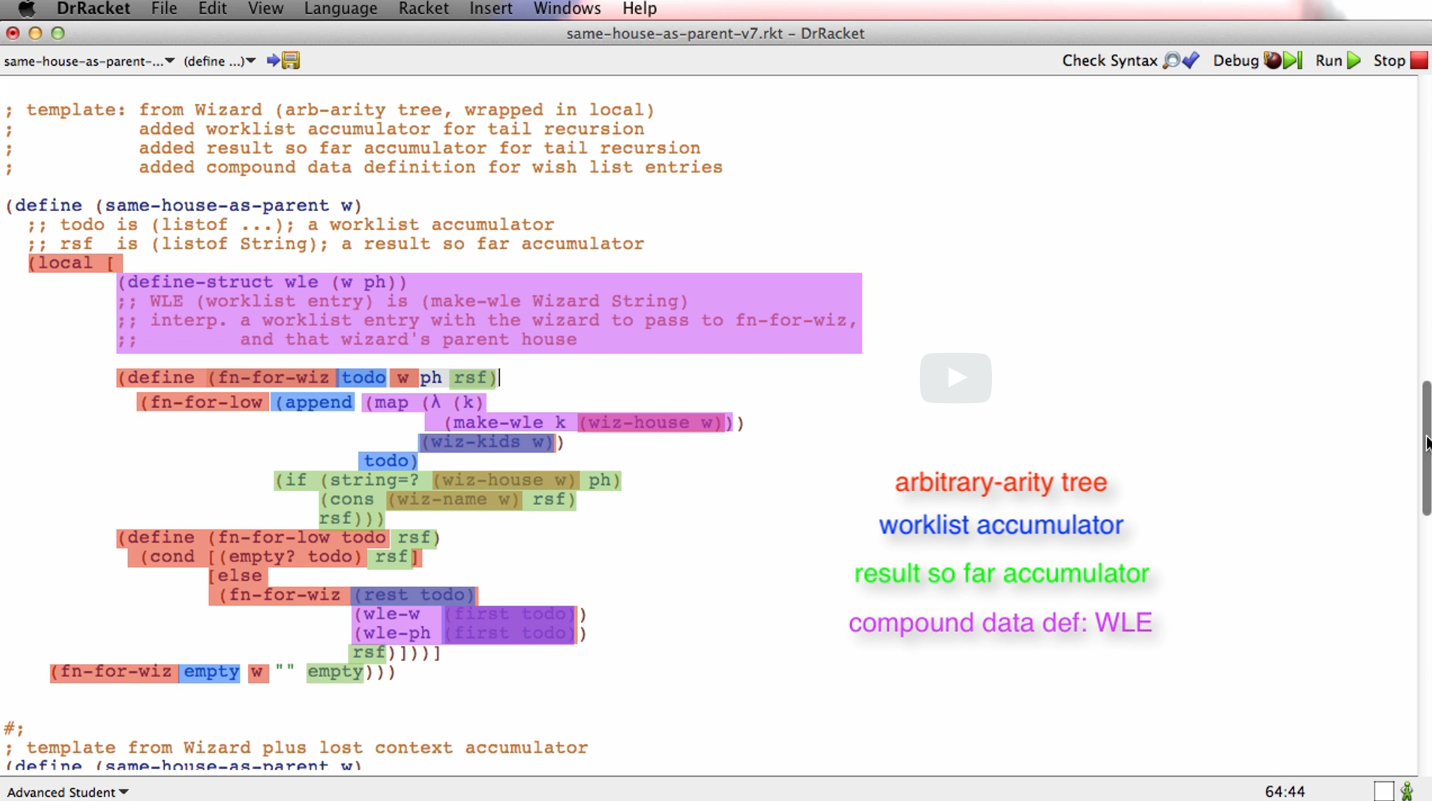 DrRacket File Edit View Language Racket Insert Windows Help
same-house-as-parent-v7.rkt - DrRacket
same-house-as-parent-...▼ (define ...)▼ Check Syntax Debug Run Stop
; template: from Wizard (arb-arity tree, wrapped in local)
; added worklist accumulator for tail recursion
; added result so far accumulator for tail recursion
; added compound data definition for wish list entries
(define (same-house-as-parent w)
;; todo is (listof ...); a worklist accumulator
;; rsf is (listof String); a result so far accumulator
(local [
(define-struct wle (w ph))
;; WLE (worklist entry) is (make-wle Wizard String)
;; interp. a worklist entry with the wizard to pass to fn-for-wiz,
;; and that wizard's parent house
(define (fn-for-wiz todo w ph rsf)
(fn-for-low (append (map (λ (k)
(make-wle k (wiz-house w)))
(wiz-kids w))
todo)
(if (string=? (wiz-house w) ph)
(cons (wiz-name w) rsf)
rsf)))
(define (fn-for-low todo rsf)
(cond [(empty? todo) rsf]
[else
(fn-for-wiz (rest todo)
(wle-w (first todo))
(wle-ph (first todo))
rsf)]))]
(fn-for-wiz empty w "" empty)))
arbitrary-arity tree
worklist accumulator
result so far accumulator
compound data def: WLE
#;
; template from Wizard plus lost context accumulator
(define (same-house-as-parent w)
Advanced Student▼ 64:44